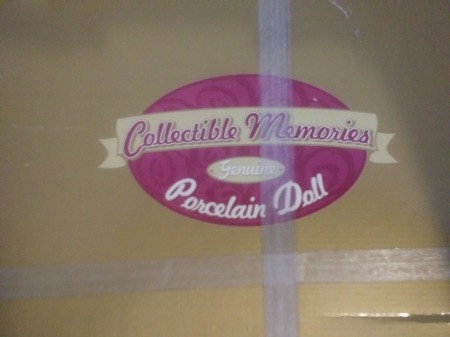 Collectible Memories
Genuine
Porcelain Doll